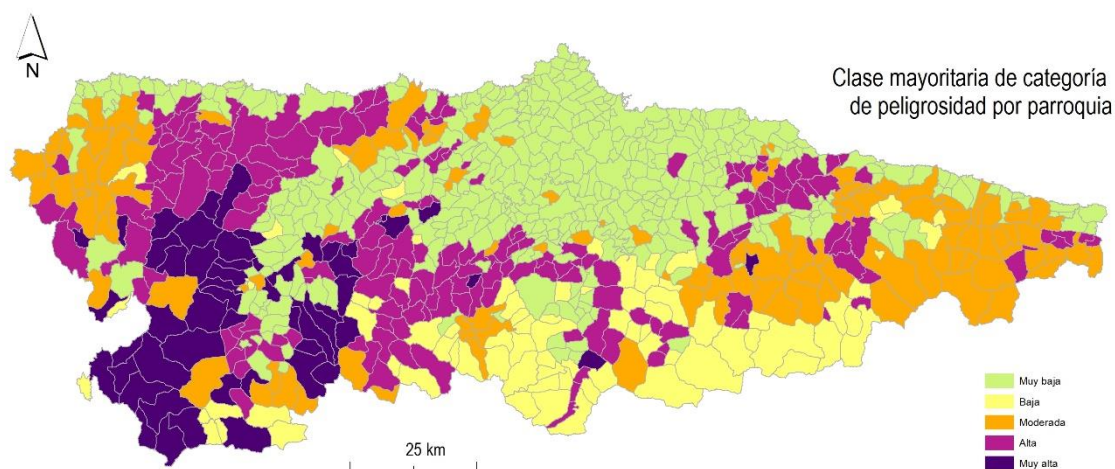 N
Clase mayoritaria de categoría
de peligrosidad por parroquia
25 km
Muy baja
Baja
Moderada
Alta
Muy alta